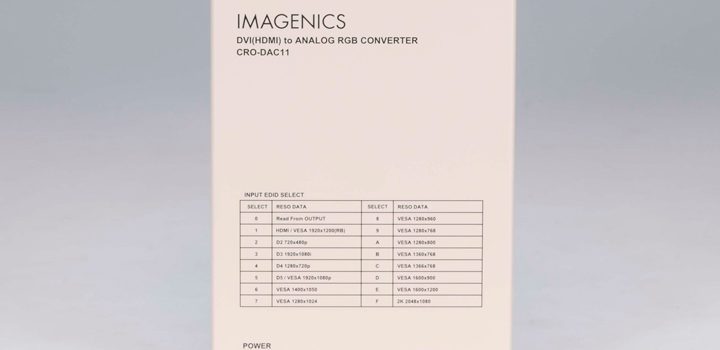 IMAGENICS
DVI(HDMI) to ANALOG RGB CONVERTER
CRO-DAC11
INPUT EDID SELECT
SELECT RESO DATA SELECT RESO DATA
0 Read From OUTPUT 8 VESA 1280x960
1 HDMI / VESA 1920x1200(RB) 9 VESA 1280x768
2 D2 720x480p A VESA 1280x800
3 D3 1920x1080i B VESA 1360x768
4 D4 1280x720p C VESA 1366x768
5 D5 / VESA 1920x1080p D VESA 1600x900
6 VESA 1400x1050 E VESA 1600x1200
7 VESA 1280x1024 F 2K 2048x1080
POWER